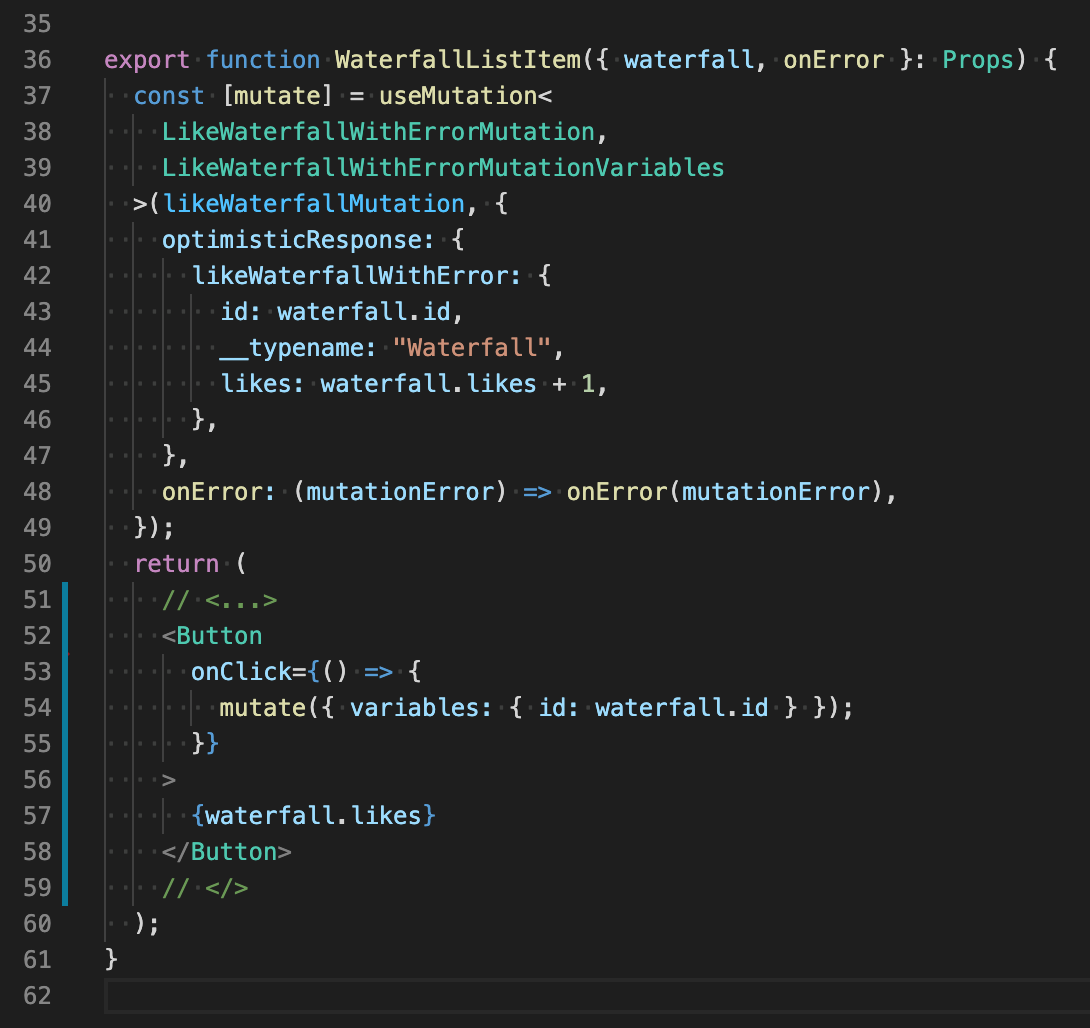 35
36 export function WaterfallListItem({ waterfall, onError }: Props) {
37   const [mutate] = useMutation<
38     LikeWaterfallWithErrorMutation,
39     LikeWaterfallWithErrorMutationVariables
40   >(likeWaterfallMutation, {
41     optimisticResponse: {
42       likeWaterfallWithError: {
43         id: waterfall.id,
44         __typename: "Waterfall",
45         likes: waterfall.likes + 1,
46       },
47     },
48     onError: (mutationError) => onError(mutationError),
49   });
50   return (
51     // <...>
52     <Button
53       onClick={() => {
54         mutate({ variables: { id: waterfall.id } });
55       }}
56     >
57       {waterfall.likes}
58     </Button>
59     // </>
60   );
61 }
62